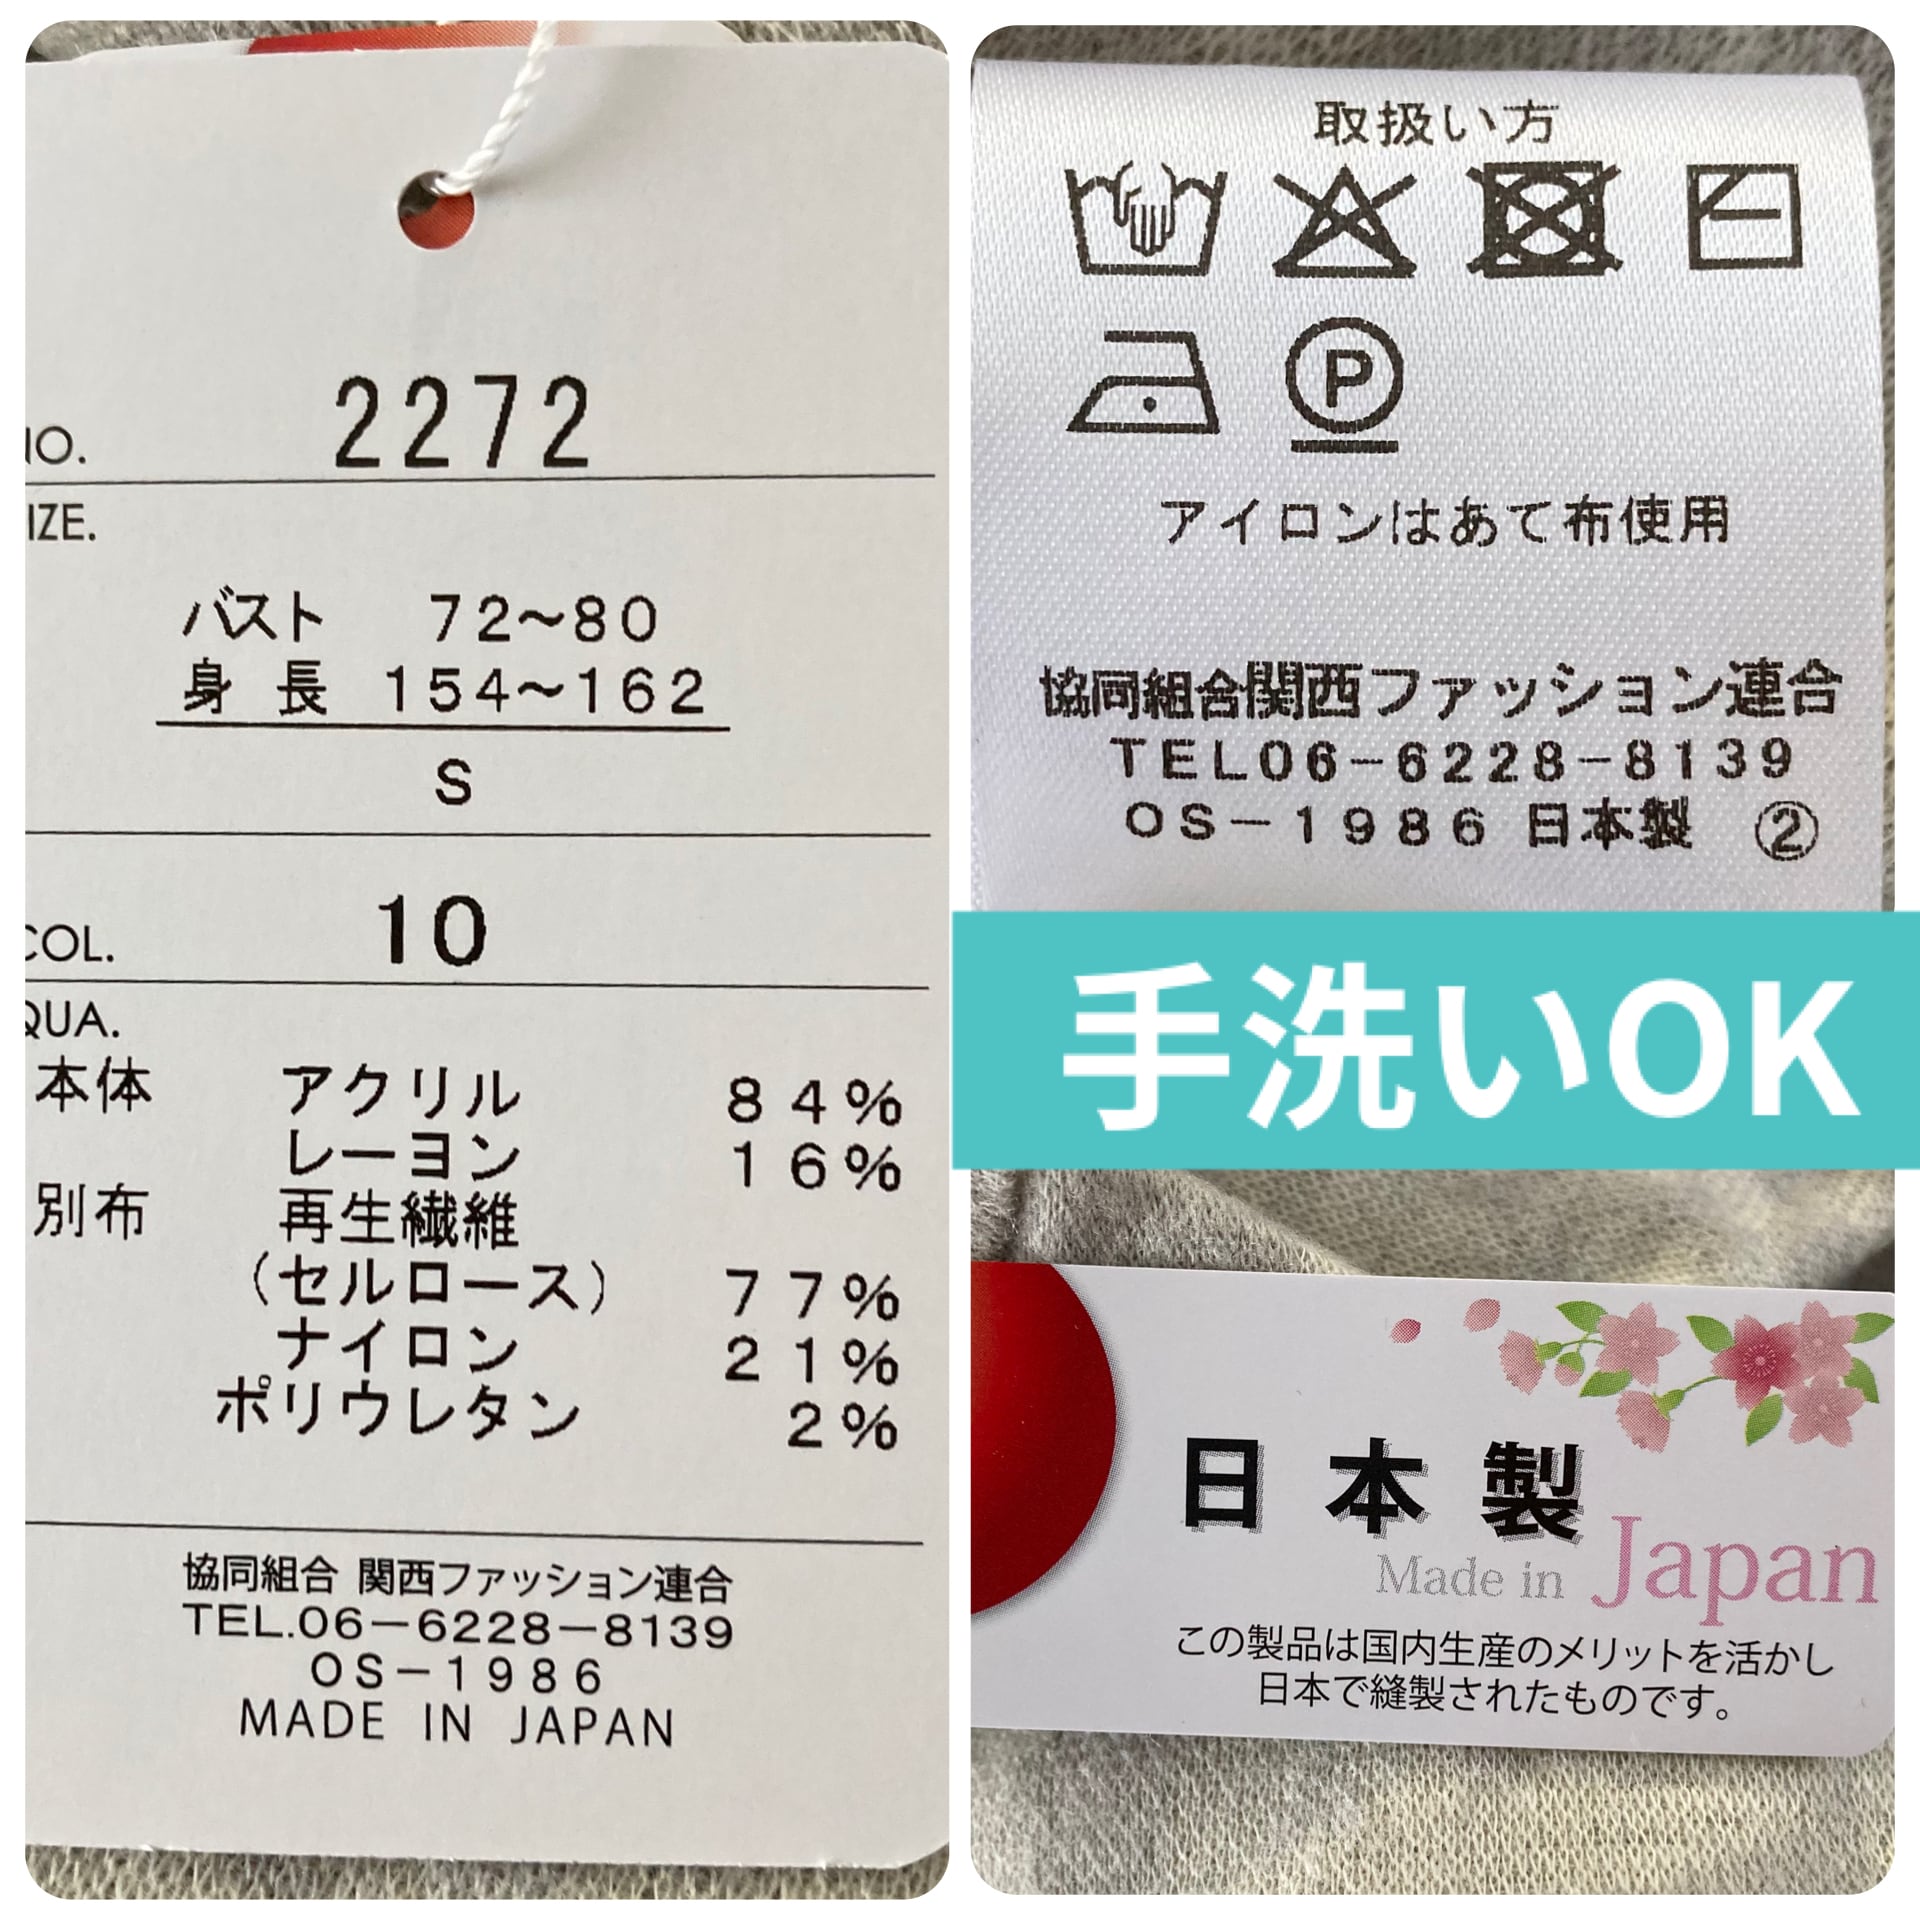 NO. 2272
SIZE.
バスト 72～80
身長 154～162
S
COL. 10
QUA.
本体 アクリル 84%
レーヨン 16%
別布 再生繊維
(セルロース) 77%
ナイロン 21%
ポリウレタン 2%
協同組合 関西ファッション連合
TEL.06-6228-8139
OS-1986
MADE IN JAPAN
取扱い方
P
アイロンはあて布使用
協同組合関西ファッション連合
TEL06-6228-8139
OS-1986 日本製 ②
手洗いOK
日本製
Made in Japan
この製品は国内生産のメリットを活かし
日本で縫製されたものです。